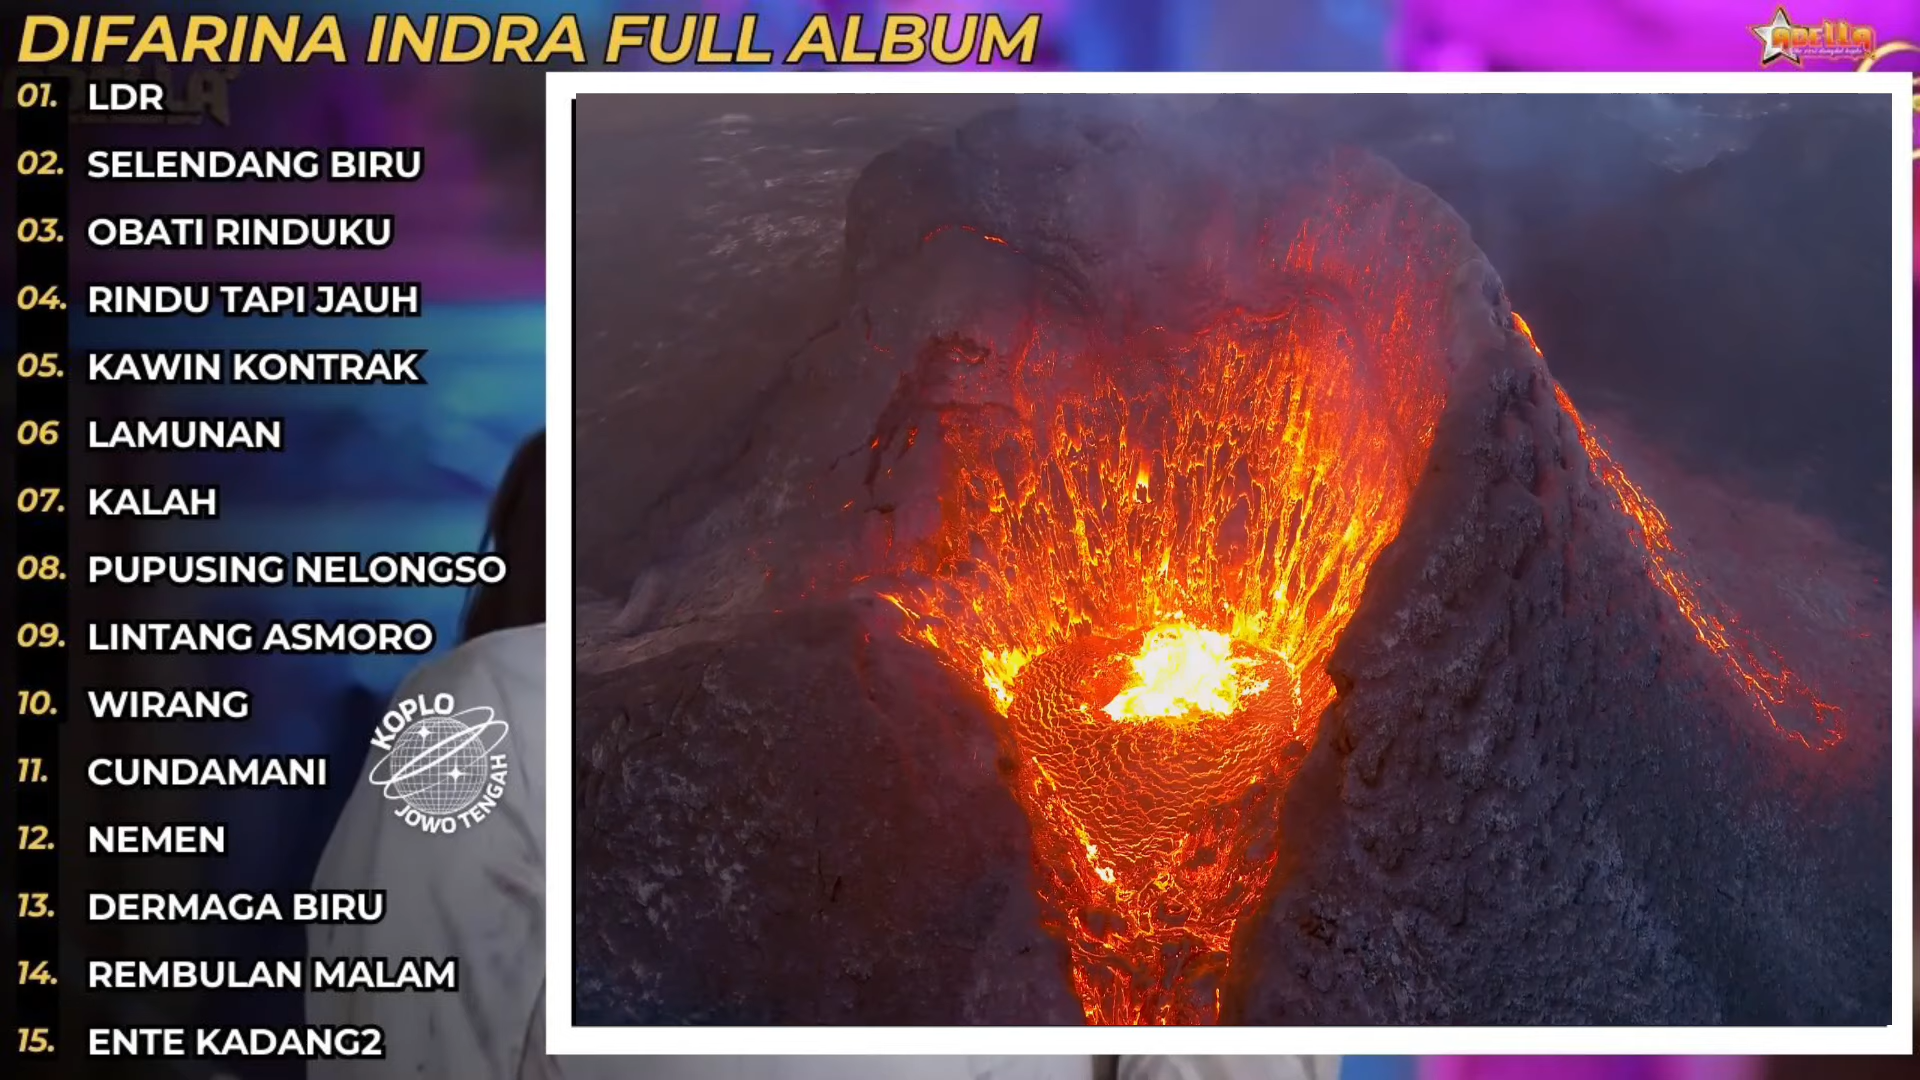 DIFARINA INDRA FULL ALBUM
ADELLA
01. LDR
02. SELENDANG BIRU
03. OBATI RINDUKU
04. RINDU TAPI JAUH
05. KAWIN KONTRAK
06 LAMUNAN
07. KALAH
08. PUPUSING NELONGSO
09. LINTANG ASMORO
10. WIRANG
11. CUNDAMANI
12. NEMEN
13. DERMAGA BIRU
14. REMBULAN MALAM
15. ENTE KADANG2
KOPLO
JOWO TENGAH